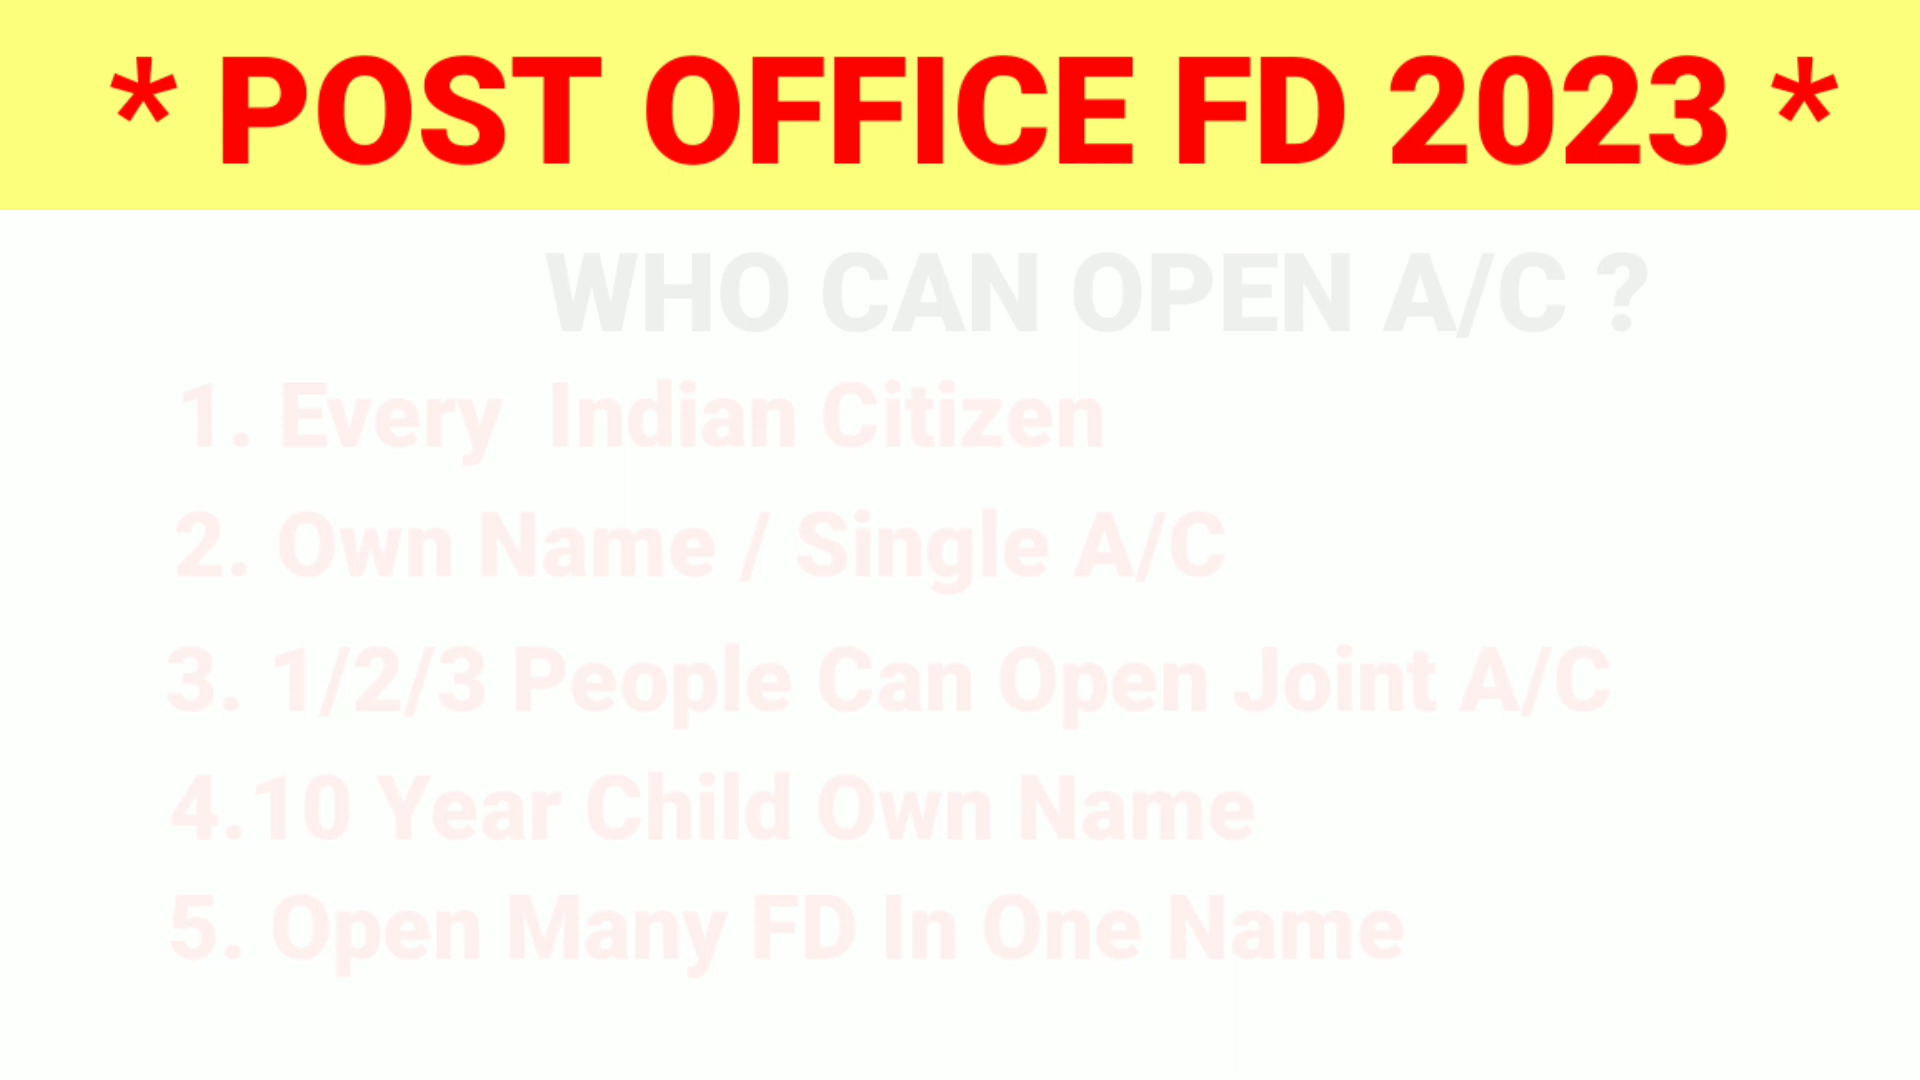 * POST OFFICE FD 2023 *
WHO CAN OPEN A/C ?
1. Every Indian Citizen
2. Own Name / Single A/C
3. 1/2/3 People Can Open Joint A/C
4.10 Year Child Own Name
5. Open Many FD In One Name